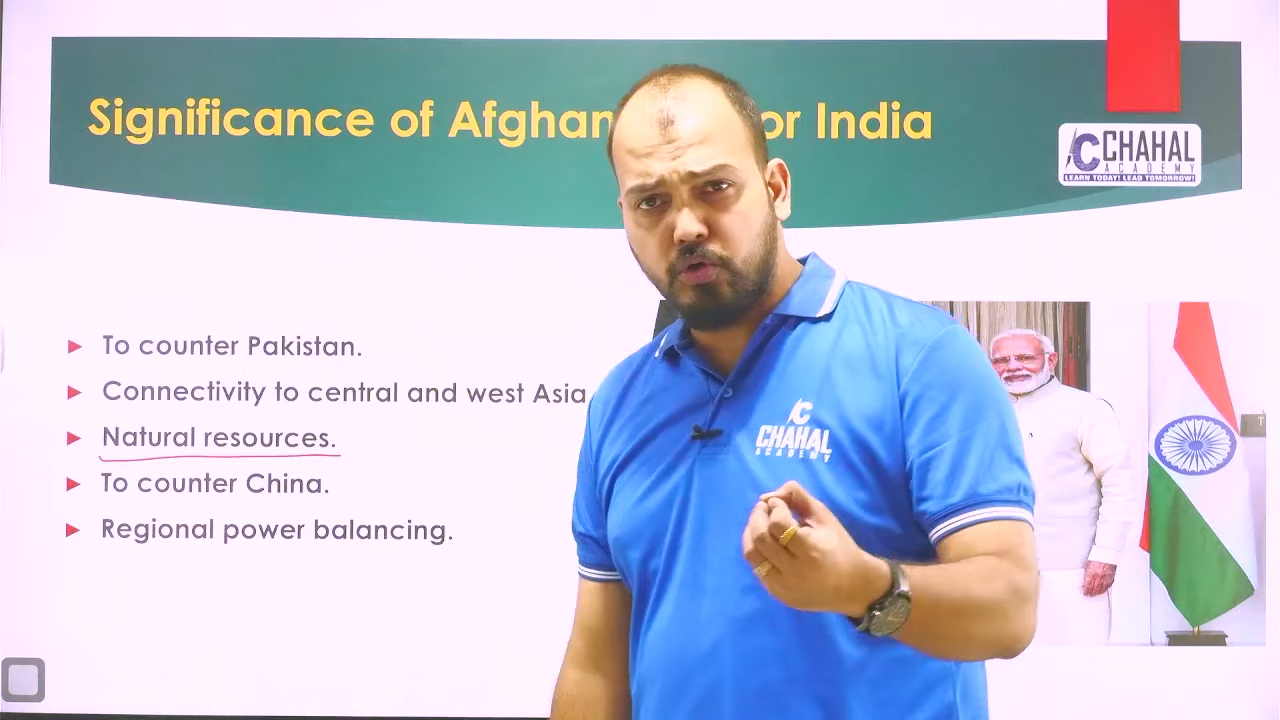 Significance of Afghan or India
CHAHAL
ACADEMY
LEARN TODAY! LEAD TOMORROW!
To counter Pakistan.
Connectivity to central and west Asia
Natural resources.
To counter China.
Regional power balancing.
CHAHAL
ACADEMY
T